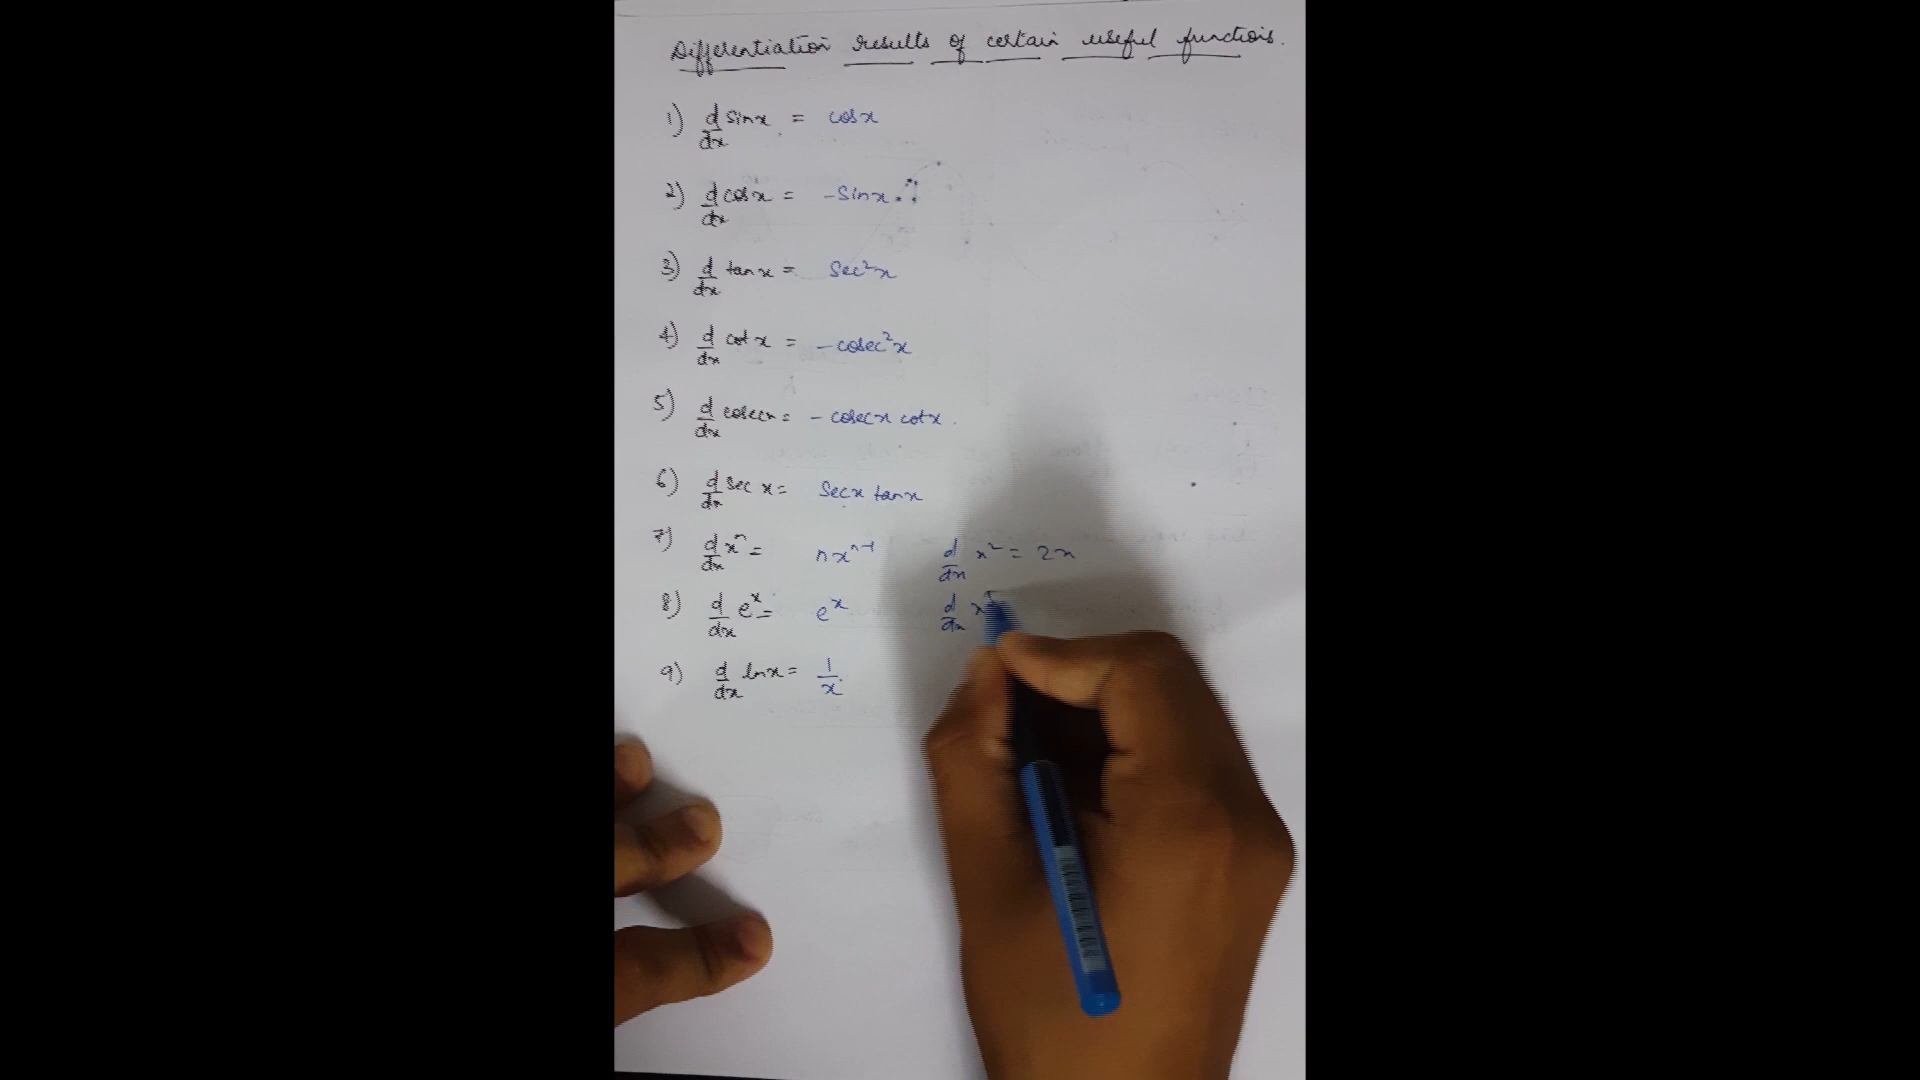 Differentiation results of certain useful functions.
1) d/dx sinx = cosx
2) d/dx cosx = -Sinx
3) d/dx tanx = Sec²x
4) d/dx cotx = -cosec²x
5) d/dx cosecx = - cosecx cotx.
6) d/dx Sec x = Secx tanx
7) d/dx xⁿ = nxⁿ⁻¹ d/dx x² = 2x
8) d/dx eˣ = eˣ d/dx x
9) d/dx lnx = 1/x